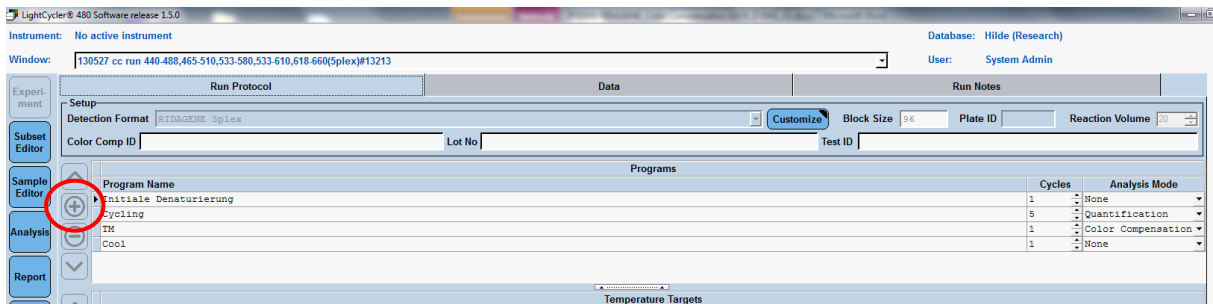 LightCycler® 480 Software release 1.5.0
Instrument: No active instrument Database: Hilde (Research)
Window: 130527 cc run 440-488,465-510,533-580,533-610,618-660(5plex)#13213 User: System Admin
Experi-
ment
Run Protocol Data Run Notes
Setup
Detection Format RIDAGENE 5plex Customize Block Size 96 Plate ID Reaction Volume 20
Subset
Editor
Color Comp ID Lot No Test ID
Programs
Sample
Editor
Program Name Cycles Analysis Mode
Initiale Denaturierung 1 None
Cycling 5 Quantification
Analysis
TM 1 Color Compensation
Cool 1 None
Report
Temperature Targets